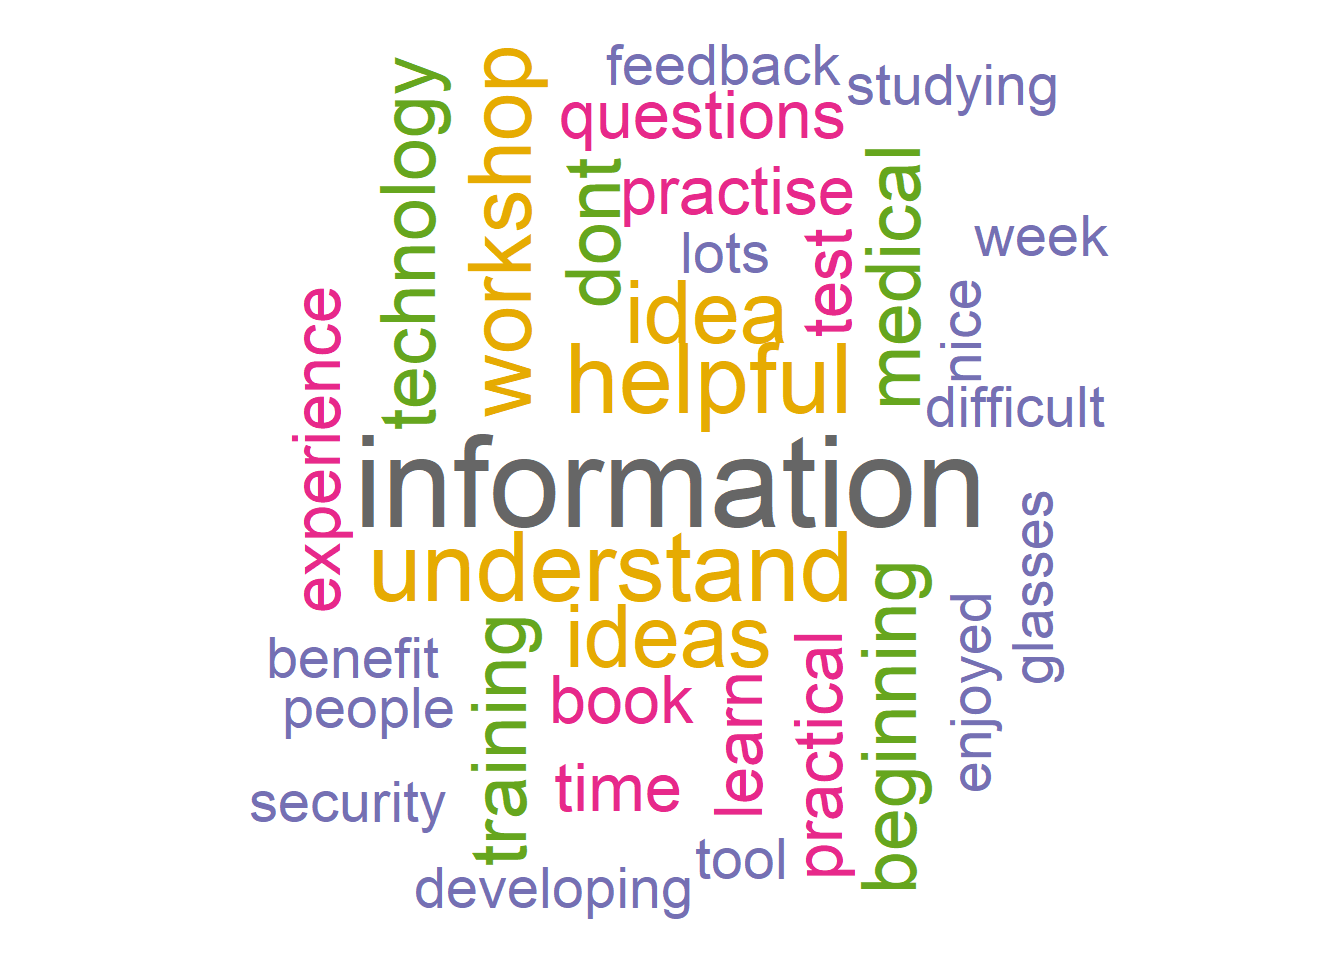 feedback
studying
questions
technology
workshop
dont
practise
medical
lots
test
week
idea
nice
experience
helpful
difficult
information
understand
glasses
ideas
beginning
enjoyed
benefit
training
book
learn
practical
people
time
security
tool
developing